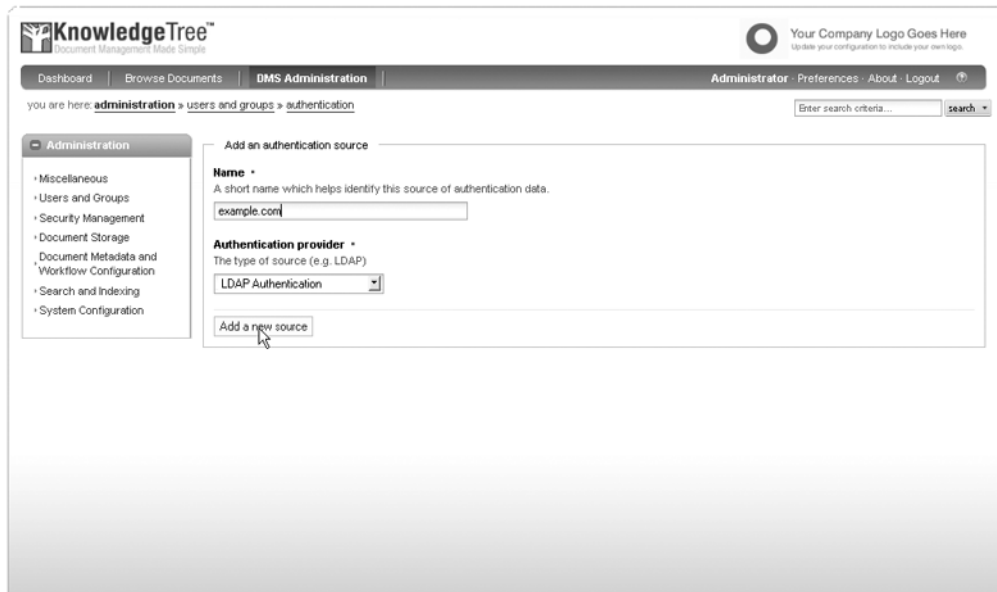 KnowledgeTree™
Document Management Made Simple
Your Company Logo Goes Here
Update your configuration to include your own logo.
Dashboard Browse Documents DMS Administration Administrator · Preferences · About · Logout
you are here: administration » users and groups » authentication
Enter search criteria... search
Administration
Miscellaneous
Users and Groups
Security Management
Document Storage
Document Metadata and
Workflow Configuration
Search and Indexing
System Configuration
Add an authentication source
Name
A short name which helps identify this source of authentication data.
example.com
Authentication provider
The type of source (e.g. LDAP)
LDAP Authentication
Add a new source